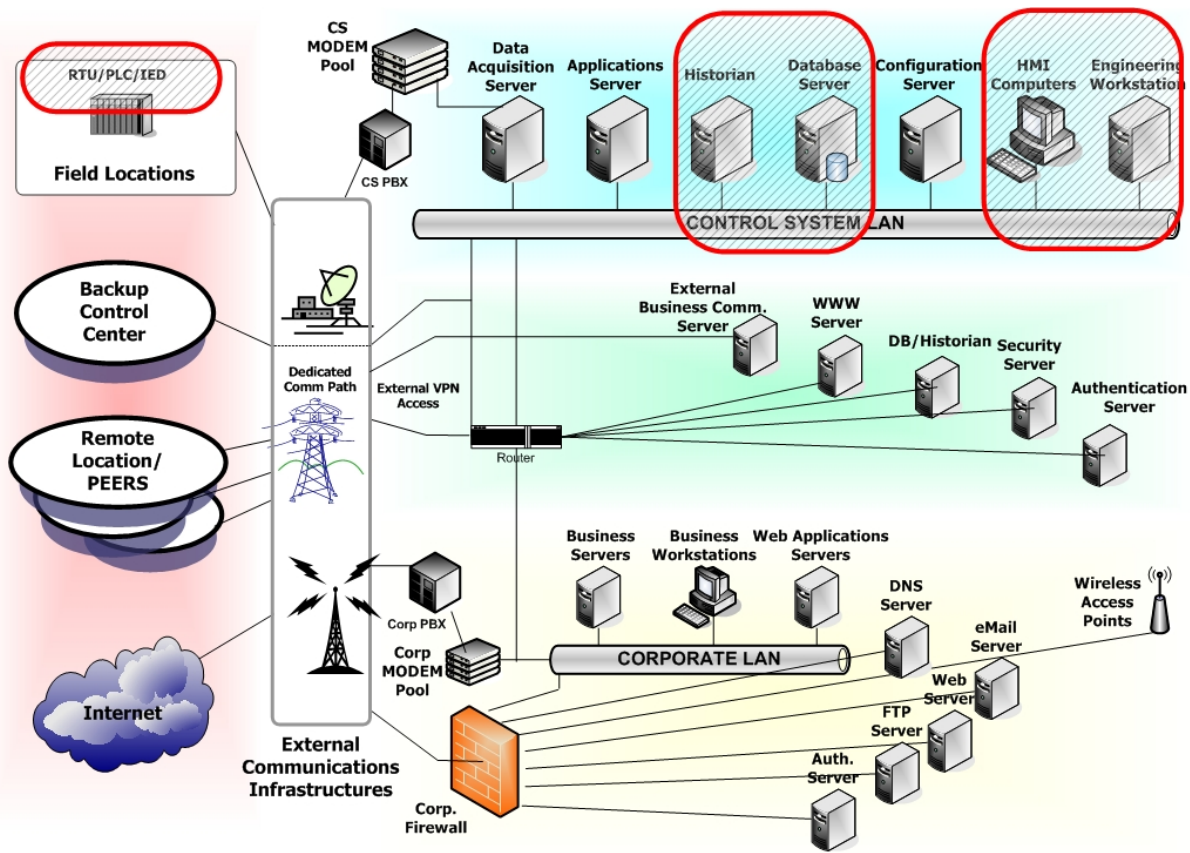 CS
MODEM
Pool
Data
Acquisition
Server
Applications
Server
Historian
Database
Server
Configuration
Server
HMI
Computers
Engineering
Workstation
RTU/PLC/IED
Field Locations
CS PBX
CONTROL SYSTEM LAN
Backup
Control
Center
External
Business Comm.
Server
WWW
Server
DB/Historian
Security
Server
Authentication
Server
Dedicated
Comm Path
External VPN
Access
Router
Remote
Location/
PEERS
Business
Servers
Business
Workstations
Web Applications
Servers
DNS
Server
Wireless
Access
Points
Corp PBX
eMail
Server
Corp
MODEM
Pool
CORPORATE LAN
Web
Server
FTP
Server
Internet
Auth.
Server
External
Communications
Infrastructures
Corp.
Firewall